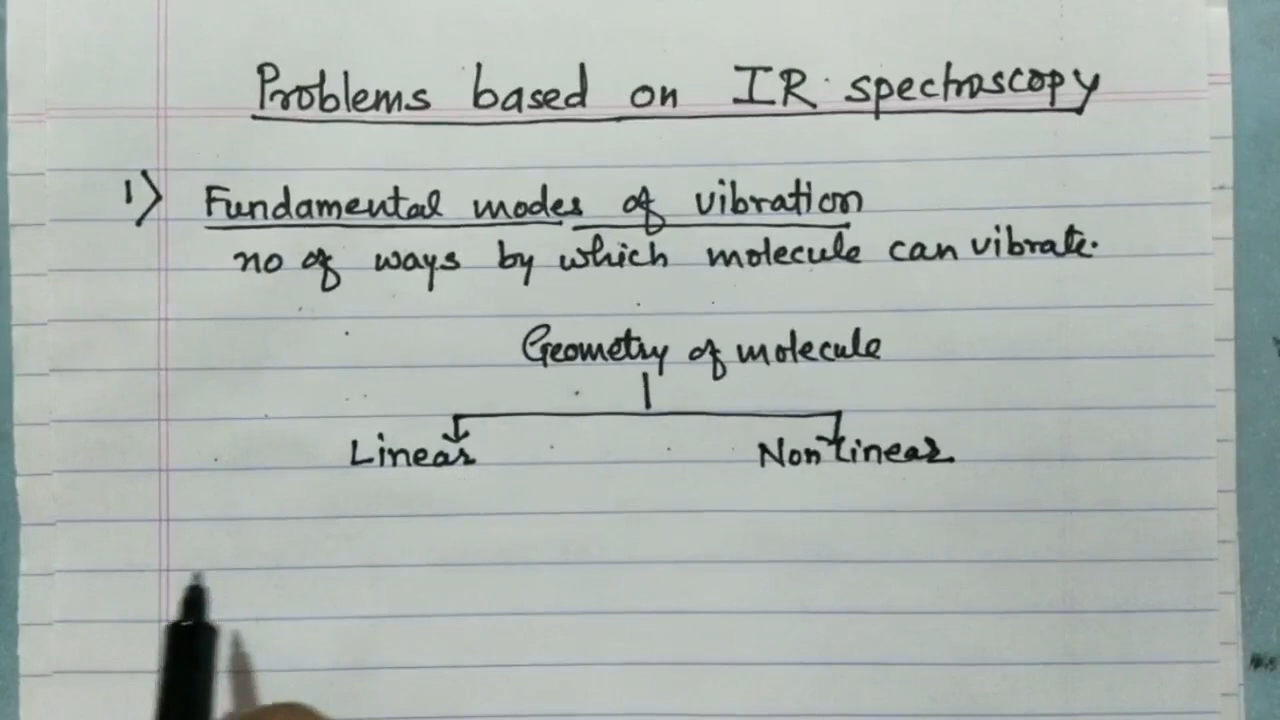 Problems based on IR spectroscopy
1) Fundamental modes of vibration
no of ways by which molecule can vibrate.
Geometry of molecule
Linear Non linear